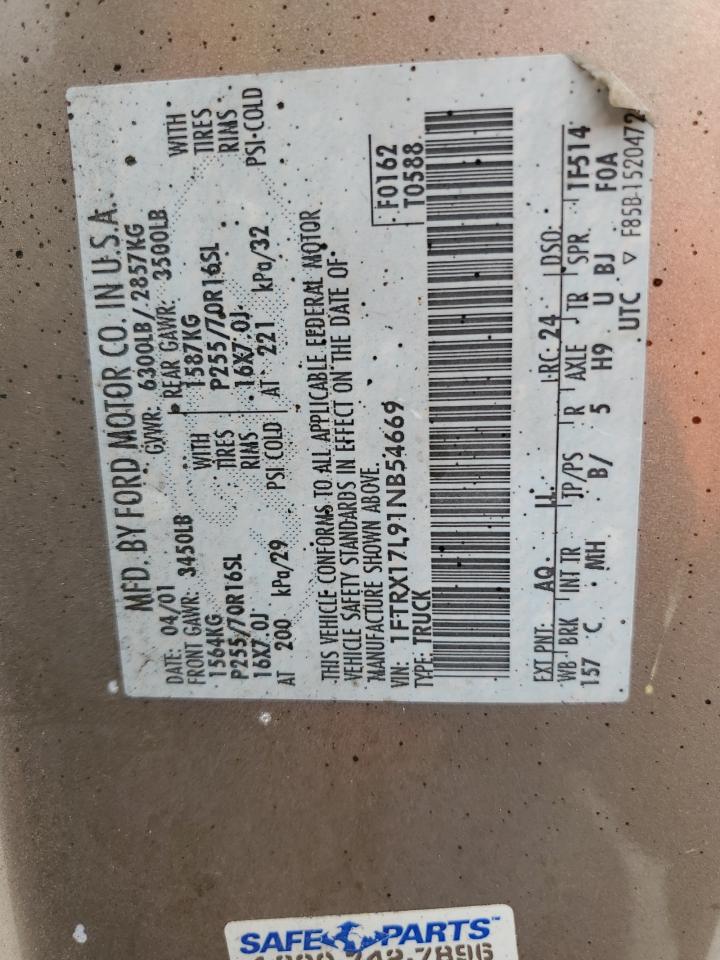 MFD. BY FORD MOTOR CO. IN U.S.A.
DATE: 04/01 GVWR: 6300LB/2857KG
FRONT GAWR: 3450LB REAR GAWR: 3500LB
1564KG WITH 1587KG WITH
P255/70R16SL TIRES P255/70R16SL TIRES
16X7.0J RIMS 16X7.0J RIMS
AT 200 kPa/29 PSI COLD AT 221 kPa/32 PSI-COLD
THIS VEHICLE CONFORMS TO ALL APPLICABLE FEDERAL MOTOR
VEHICLE SAFETY STANDARDS IN EFFECT ON THE DATE OF
MANUFACTURE SHOWN ABOVE.
VIN: 1FTRX17L91NB54669 F0162
TYPE: TRUCK T0588
EXT PNT: AQ RC: 24 DSO:
WB BRK INT TR TP/PS R AXLE TR SPR TF514
157 C MH B/ 5 H9 U BJ F0A
UTC ▽ F85B-1520472
SAFE PARTS™